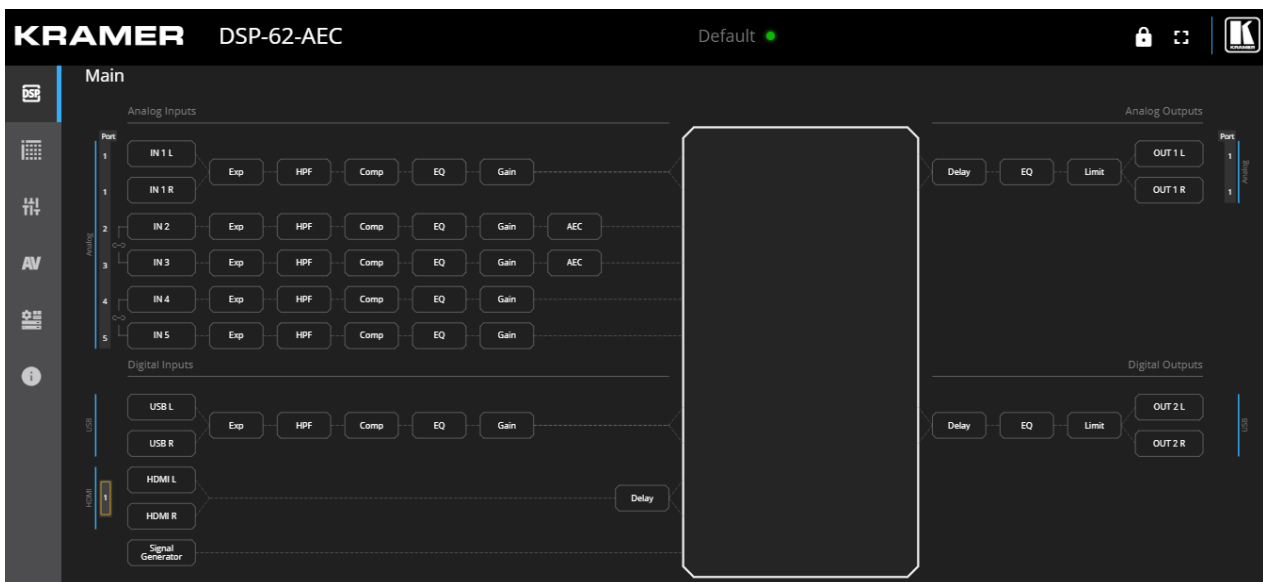 KRAMER DSP-62-AEC Default
KRAMER
DSP Main
Analog Inputs Analog Outputs
Port Port
1 IN 1 L OUT 1 L 1
Exp HPF Comp EQ Gain Delay EQ Limit
1 IN 1 R OUT 1 R 1
Analog Analog
2 IN 2 Exp HPF Comp EQ Gain AEC
3 IN 3 Exp HPF Comp EQ Gain AEC
AV
4 IN 4 Exp HPF Comp EQ Gain
5 IN 5 Exp HPF Comp EQ Gain
Digital Inputs Digital Outputs
USB L OUT 2 L
USB Exp HPF Comp EQ Gain Delay EQ Limit USB
USB R OUT 2 R
HDMI L
HDMI 1 Delay
HDMI R
Signal
Generator